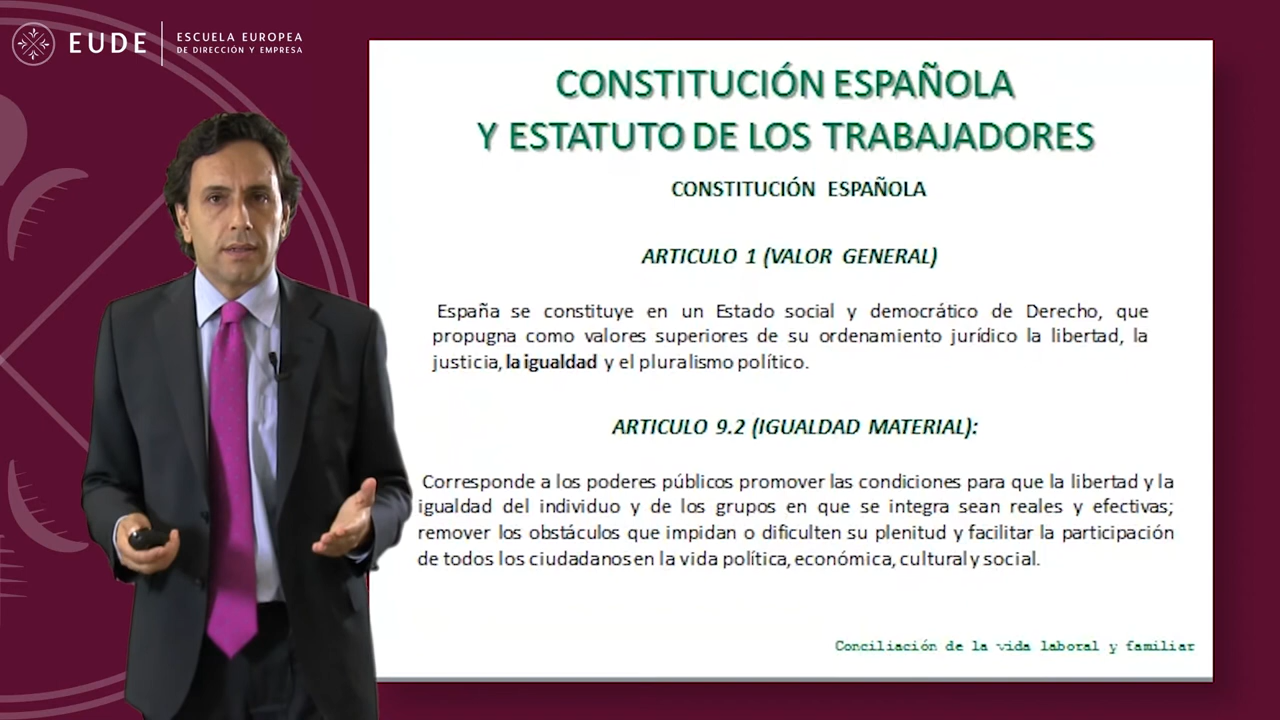 EUDE
ESCUELA EUROPEA
DE DIRECCIÓN Y EMPRESA
CONSTITUCIÓN ESPAÑOLA
Y ESTATUTO DE LOS TRABAJADORES
CONSTITUCIÓN ESPAÑOLA
ARTICULO 1 (VALOR GENERAL)
España se constituye en un Estado social y democrático de Derecho, que
propugna como valores superiores de su ordenamiento jurídico la libertad, la
justicia, la igualdad y el pluralismo político.
ARTICULO 9.2 (IGUALDAD MATERIAL):
Corresponde a los poderes públicos promover las condiciones para que la libertad y la
igualdad del individuo y de los grupos en que se integra sean reales y efectivas;
remover los obstáculos que impidan o dificulten su plenitud y facilitar la participación
de todos los ciudadanos en la vida política, económica, cultural y social.
Conciliación de la vida laboral y familiar